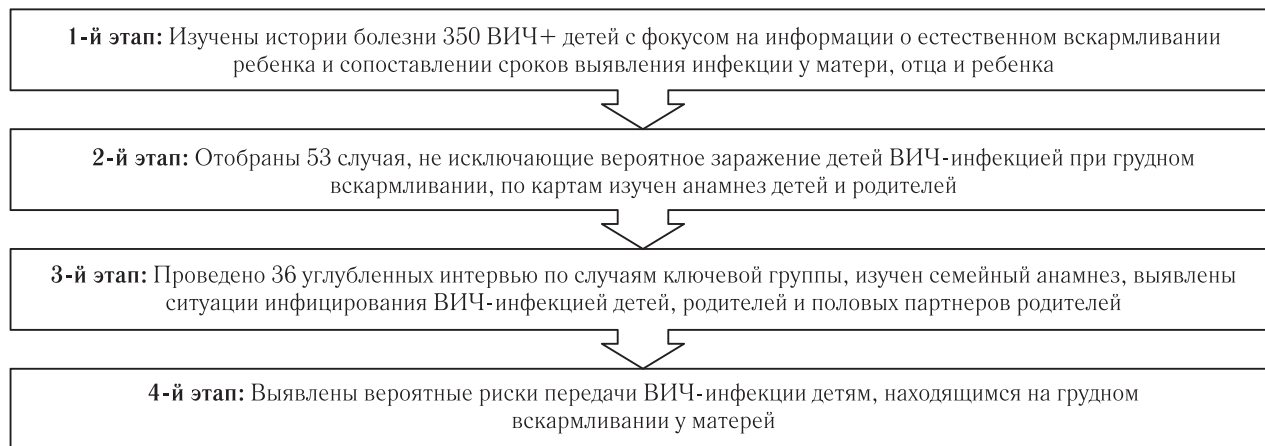 1-й этап: Изучены истории болезни 350 ВИЧ+ детей с фокусом на информации о естественном вскармливании
ребенка и сопоставлении сроков выявления инфекции у матери, отца и ребенка
2-й этап: Отобраны 53 случая, не исключающие вероятное заражение детей ВИЧ-инфекцией при грудном
вскармливании, по картам изучен анамнез детей и родителей
3-й этап: Проведено 36 углубленных интервью по случаям ключевой группы, изучен семейный анамнез, выявлены
ситуации инфицирования ВИЧ-инфекцией детей, родителей и половых партнеров родителей
4-й этап: Выявлены вероятные риски передачи ВИЧ-инфекции детям, находящимся на грудном
вскармливании у матерей